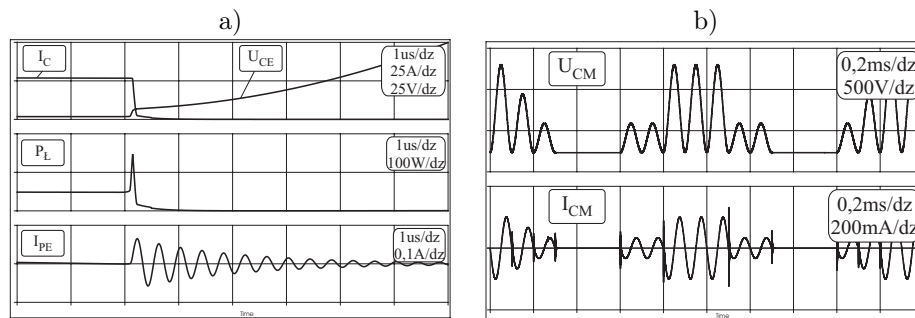 a)
I_C
U_CE
1us/dz
25A/dz
25V/dz
P_Ł
1us/dz
100W/dz
I_PE
1us/dz
0,1A/dz
Time
b)
U_CM
0,2ms/dz
500V/dz
I_CM
0,2ms/dz
200mA/dz
Time